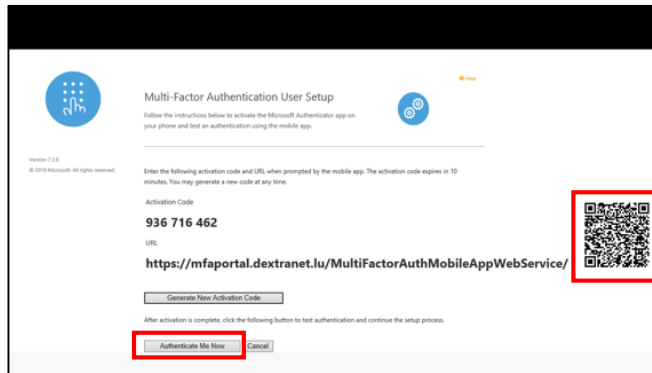 Help
Multi-Factor Authentication User Setup
Follow the instructions below to activate the Microsoft Authenticator app on
your phone and test an authentication using the mobile app.
Version 7.3.0
© 2018 Microsoft. All rights reserved.
Enter the following activation code and URL when prompted by the mobile app. The activation code expires in 10
minutes. You may generate a new code at any time.
Activation Code
936 716 462
URL
https://mfaportal.dextranet.lu/MultiFactorAuthMobileAppWebService/
Generate New Activation Code
After activation is complete, click the following button to test authentication and continue the setup process.
Authenticate Me Now
Cancel